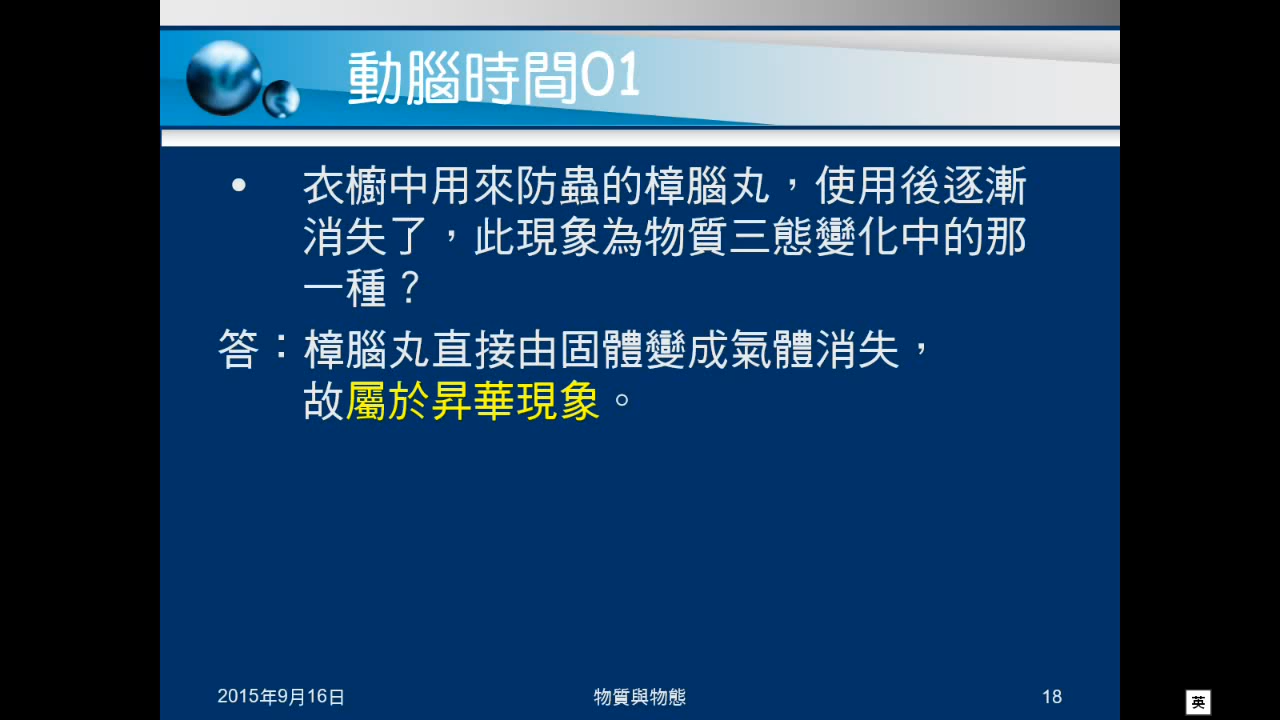 動腦時間01
• 衣櫥中用來防蟲的樟腦丸，使用後逐漸
消失了，此現象為物質三態變化中的那
一種？
答：樟腦丸直接由固體變成氣體消失，
故屬於昇華現象。
2015年9月16日 物質與物態 18
英